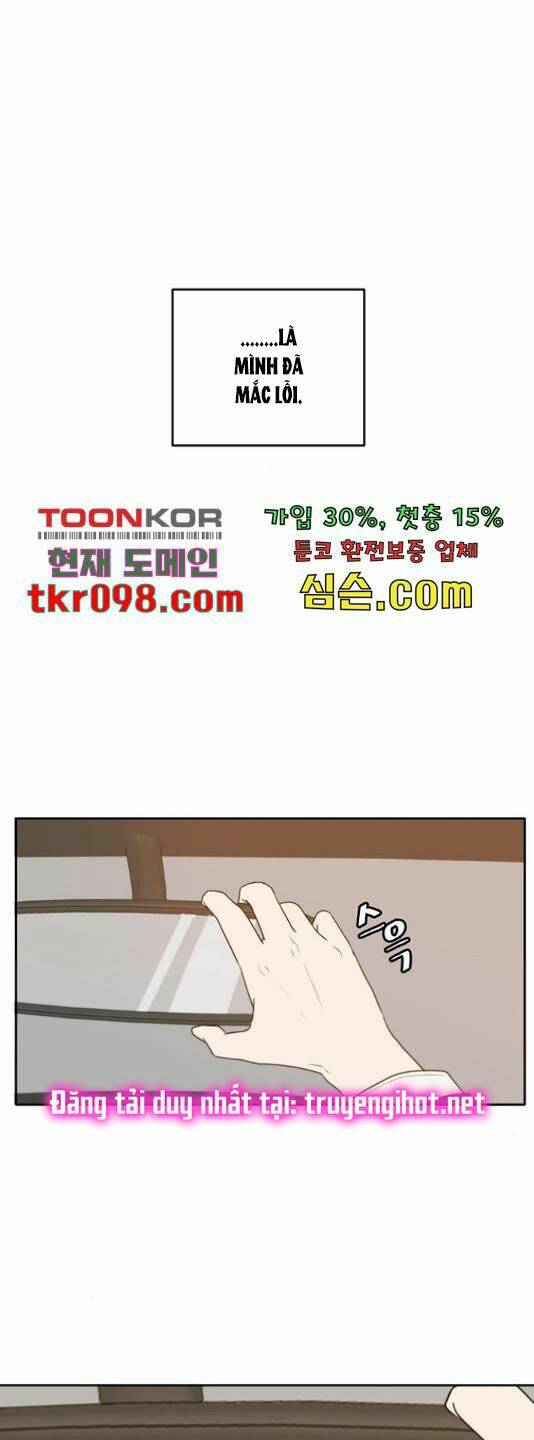 ........LÀ
MÌNH ĐÃ
MẮC LỖI.
TOONKOR
현재 도메인
tkr098.com
가입 30%, 첫충 15%
툰코 환전보증 업체
심슨.com
스윽
Đăng tải duy nhất tại: truyengihot.net